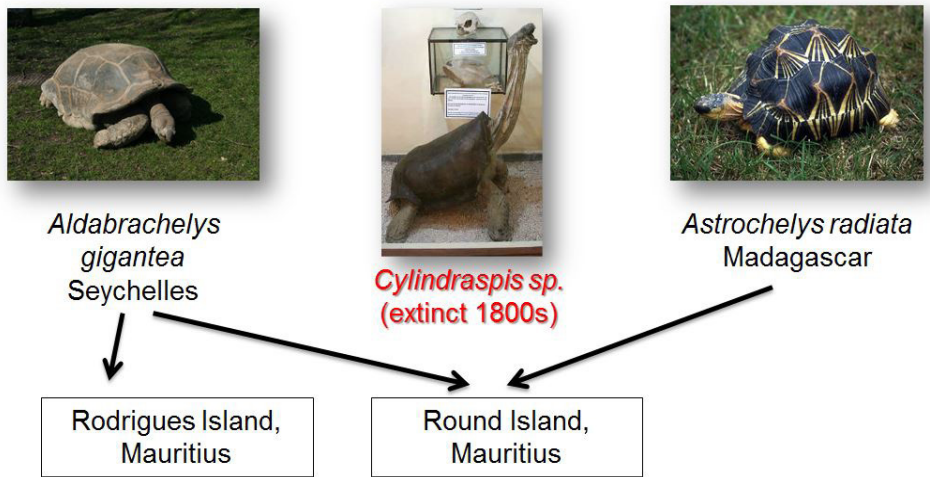 Aldabrachelys
gigantea
Seychelles
Cylindraspis sp.
(extinct 1800s)
Astrochelys radiata
Madagascar
Rodrigues Island,
Mauritius
Round Island,
Mauritius